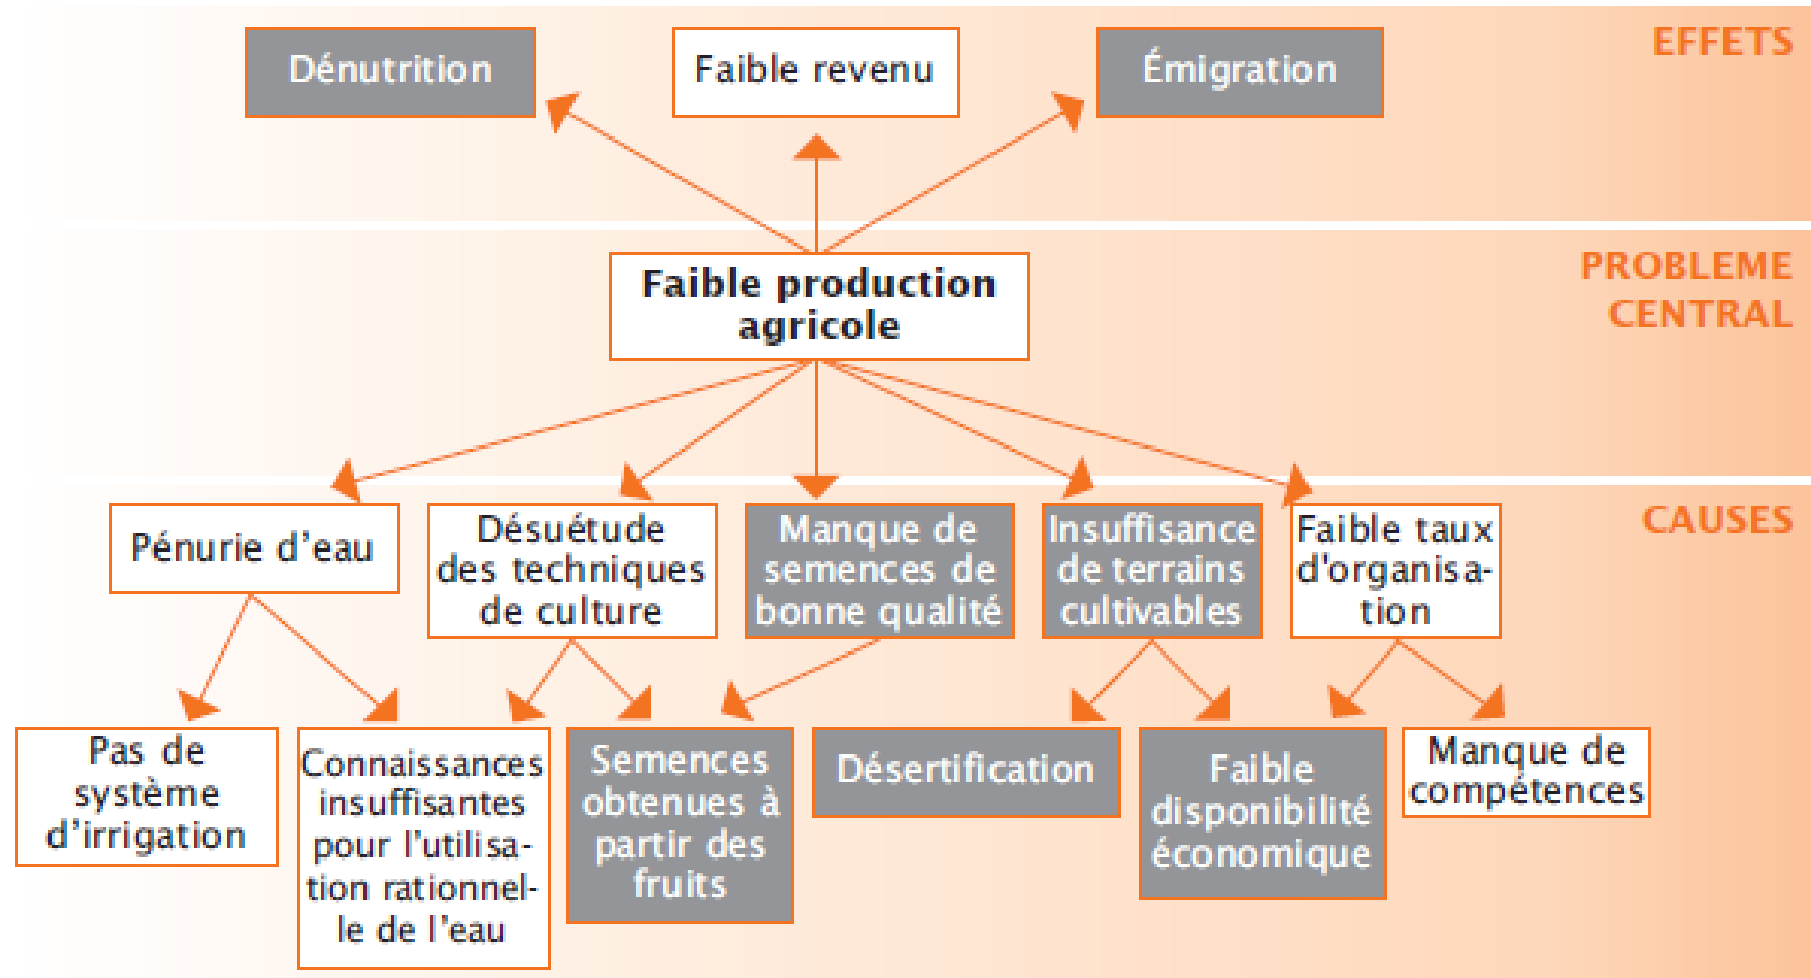 EFFETS
Dénutrition
Faible revenu
Émigration
PROBLEME
CENTRAL
Faible production
agricole
CAUSES
Pénurie d'eau
Désuétude
des techniques
de culture
Manque de
semences de
bonne qualité
Insuffisance
de terrains
cultivables
Faible taux
d'organisa-
tion
Pas de
système
d'irrigation
Connaissances
insuffisantes
pour l'utilisa-
tion rationnel-
le de l'eau
Semences
obtenues à
partir des
fruits
Désertification
Faible
disponibilité
économique
Manque de
compétences